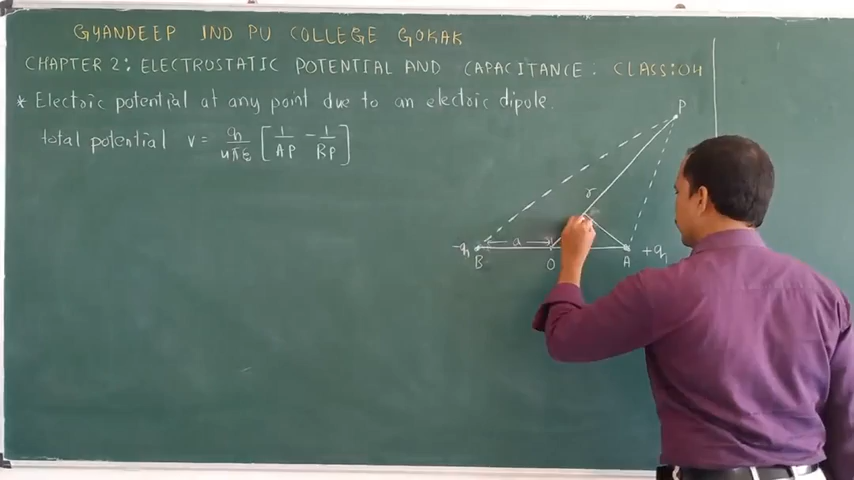 GYANDEEP IND PU COLLEGE GOKAK
CHAPTER 2: ELECTROSTATIC POTENTIAL AND CAPACITANCE: CLASS:04
* Electric potential at any point due to an electric dipole.
total potential V = q/4πε₀ [1/AP - 1/BP]
P
r
-q a +q
B O A